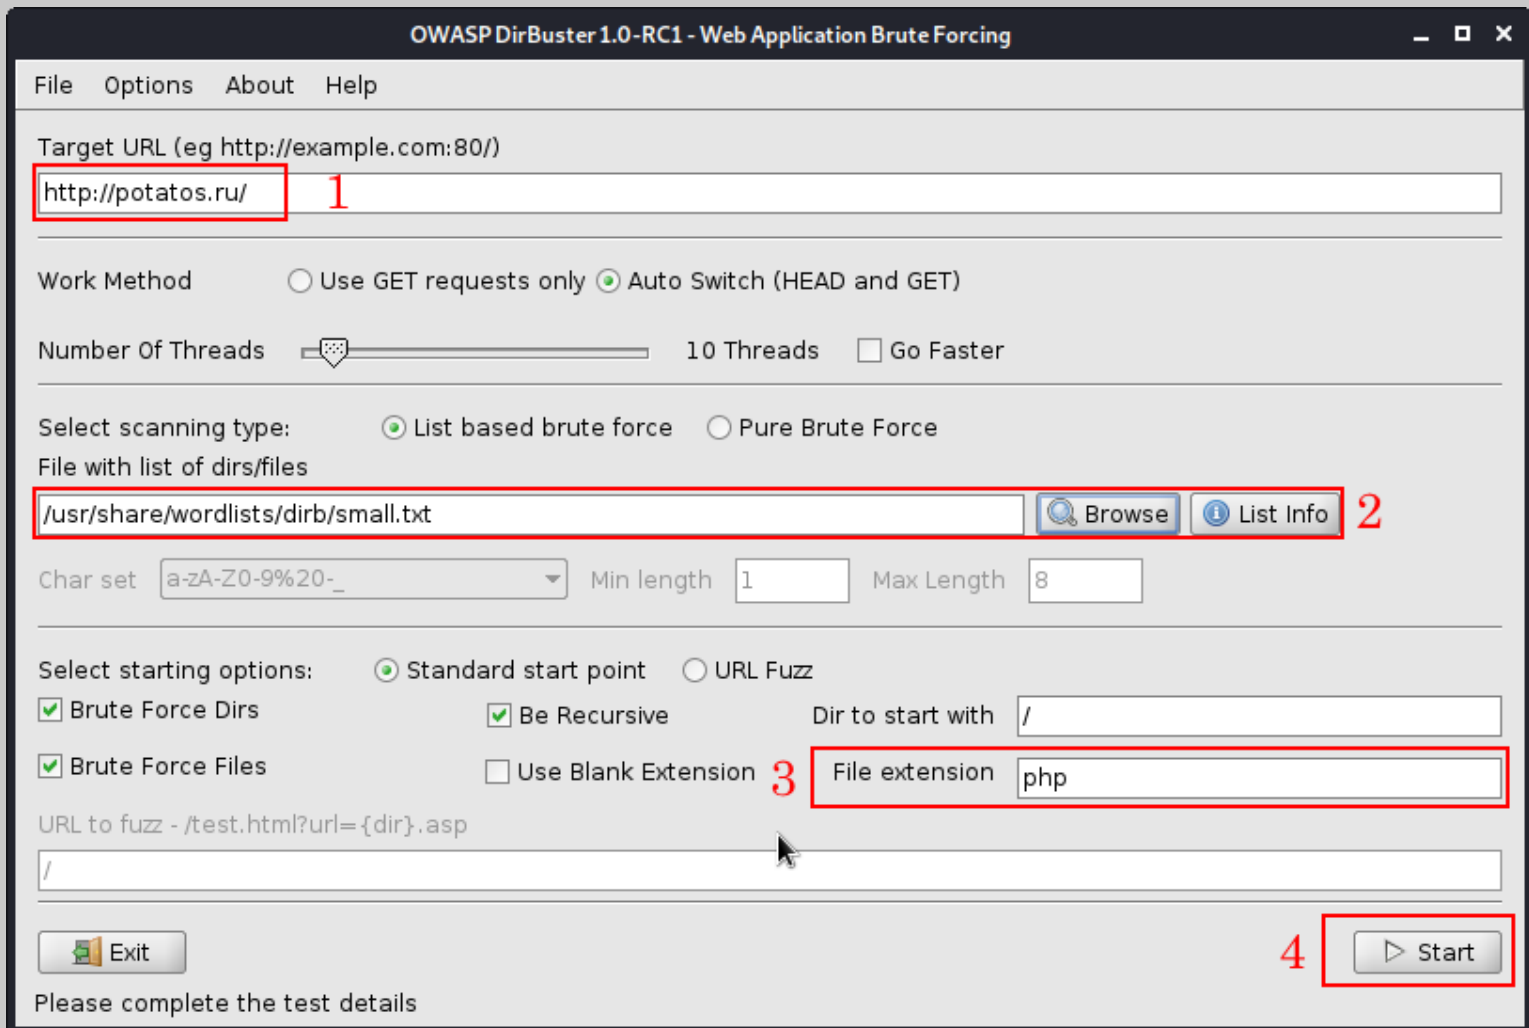 OWASP DirBuster 1.0-RC1 - Web Application Brute Forcing
File Options About Help
Target URL (eg http://example.com:80/)
http://potatos.ru/ 1
Work Method Use GET requests only Auto Switch (HEAD and GET)
Number Of Threads 10 Threads Go Faster
Select scanning type: List based brute force Pure Brute Force
File with list of dirs/files
/usr/share/wordlists/dirb/small.txt Browse List Info 2
Char set a-zA-Z0-9%20-_ Min length 1 Max Length 8
Select starting options: Standard start point URL Fuzz
Brute Force Dirs Be Recursive Dir to start with /
Brute Force Files Use Blank Extension 3 File extension php
URL to fuzz - /test.html?url={dir}.asp
/
Exit 4 Start
Please complete the test details